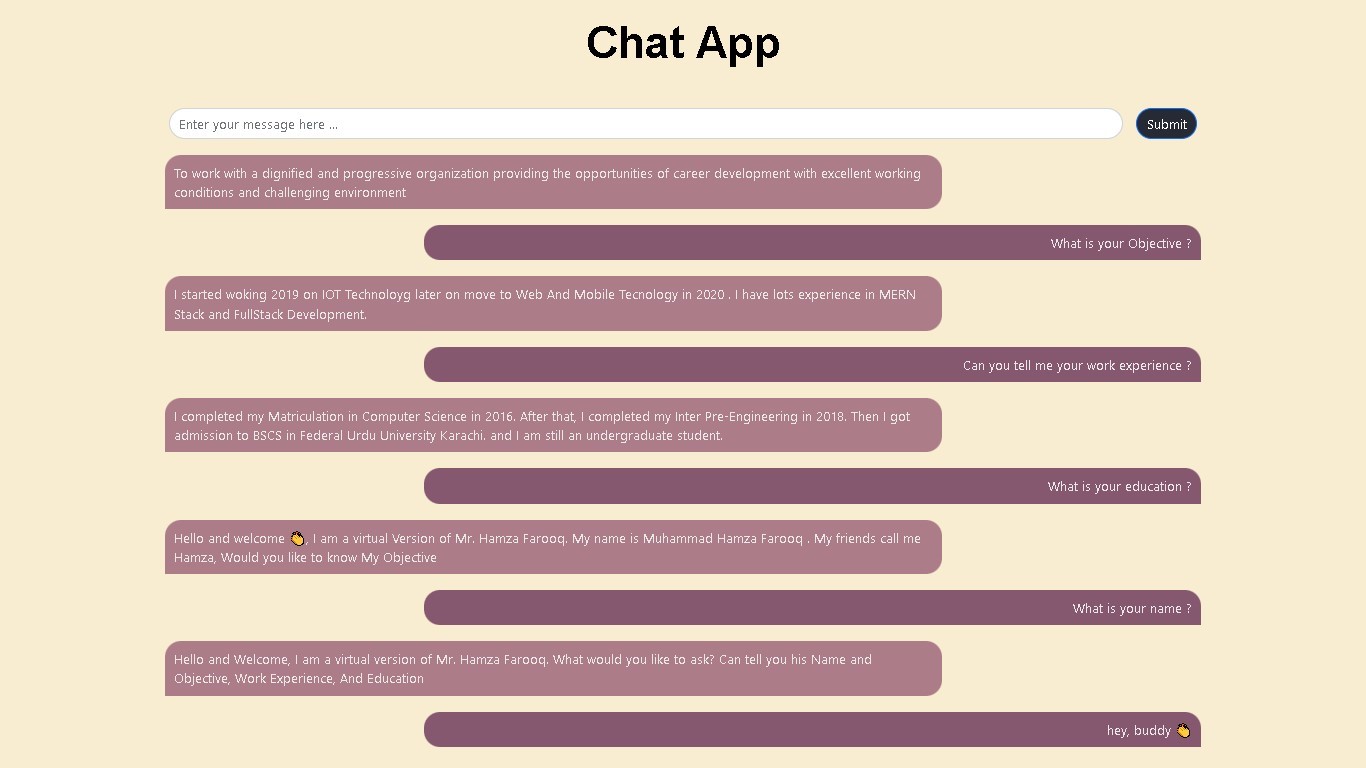 Chat App
Enter your message here ...
Submit
To work with a dignified and progressive organization providing the opportunities of career development with excellent working
conditions and challenging environment
What is your Objective ?
I started woking 2019 on IOT Technoloyg later on move to Web And Mobile Tecnology in 2020 . I have lots experience in MERN
Stack and FullStack Development.
Can you tell me your work experience ?
I completed my Matriculation in Computer Science in 2016. After that, I completed my Inter Pre-Engineering in 2018. Then I got
admission to BSCS in Federal Urdu University Karachi. and I am still an undergraduate student.
What is your education ?
Hello and welcome 👏, I am a virtual Version of Mr. Hamza Farooq. My name is Muhammad Hamza Farooq . My friends call me
Hamza, Would you like to know My Objective
What is your name ?
Hello and Welcome, I am a virtual version of Mr. Hamza Farooq. What would you like to ask? Can tell you his Name and
Objective, Work Experience, And Education
hey, buddy 👏